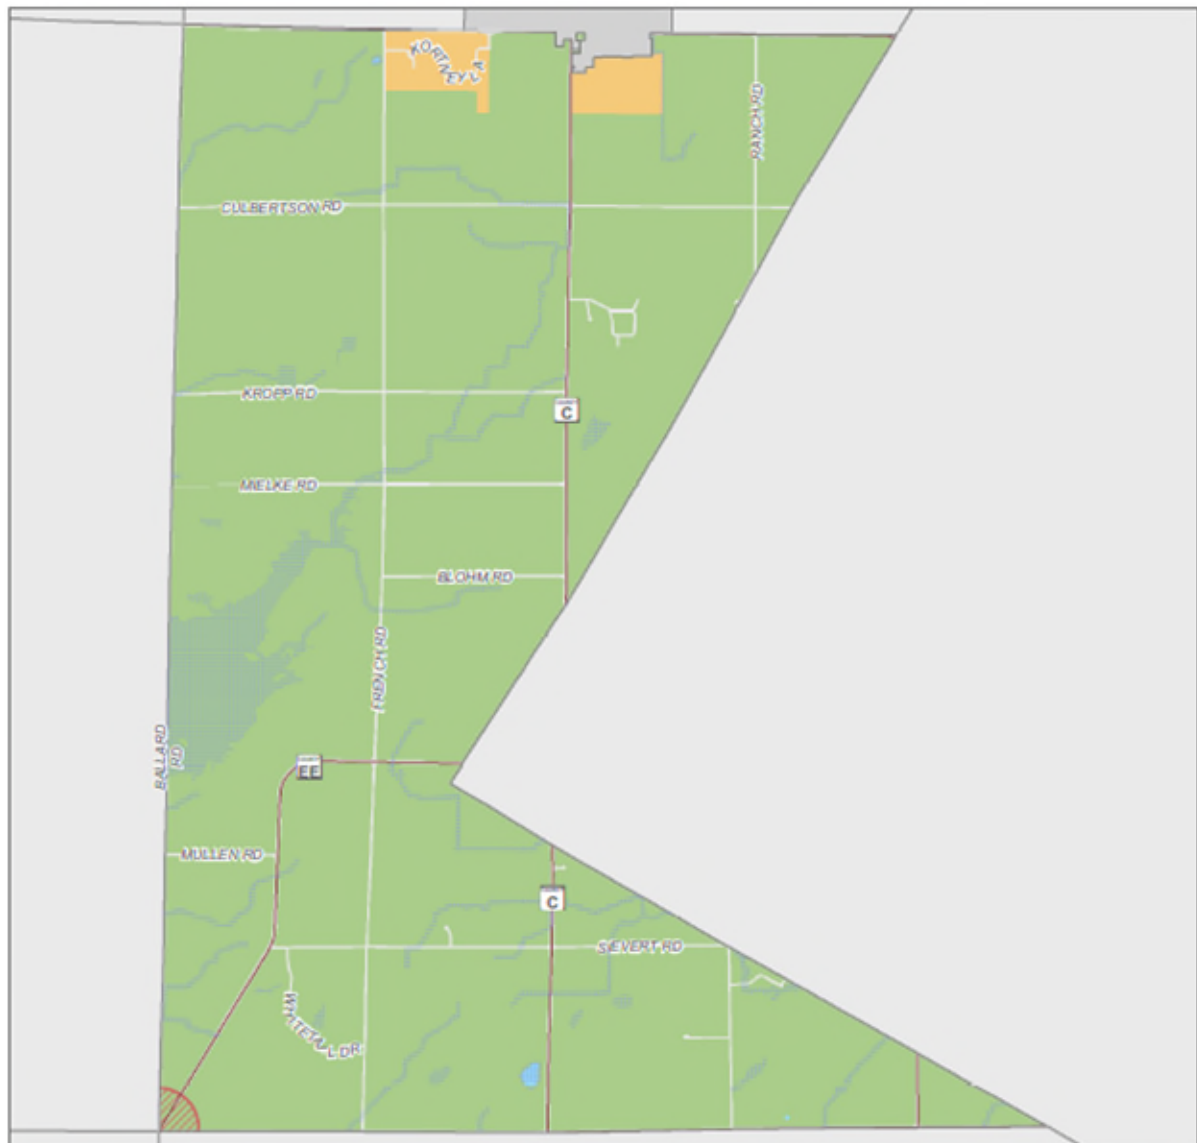 KORTNEY LA
RANCH RD
CULBERTSON RD
KROPP RD
C
MIELKE RD
BLOHM RD
FRENCH RD
BALLARD
RD
EE
MULLEN RD
C
SIEVERT RD
WHITETAIL DR